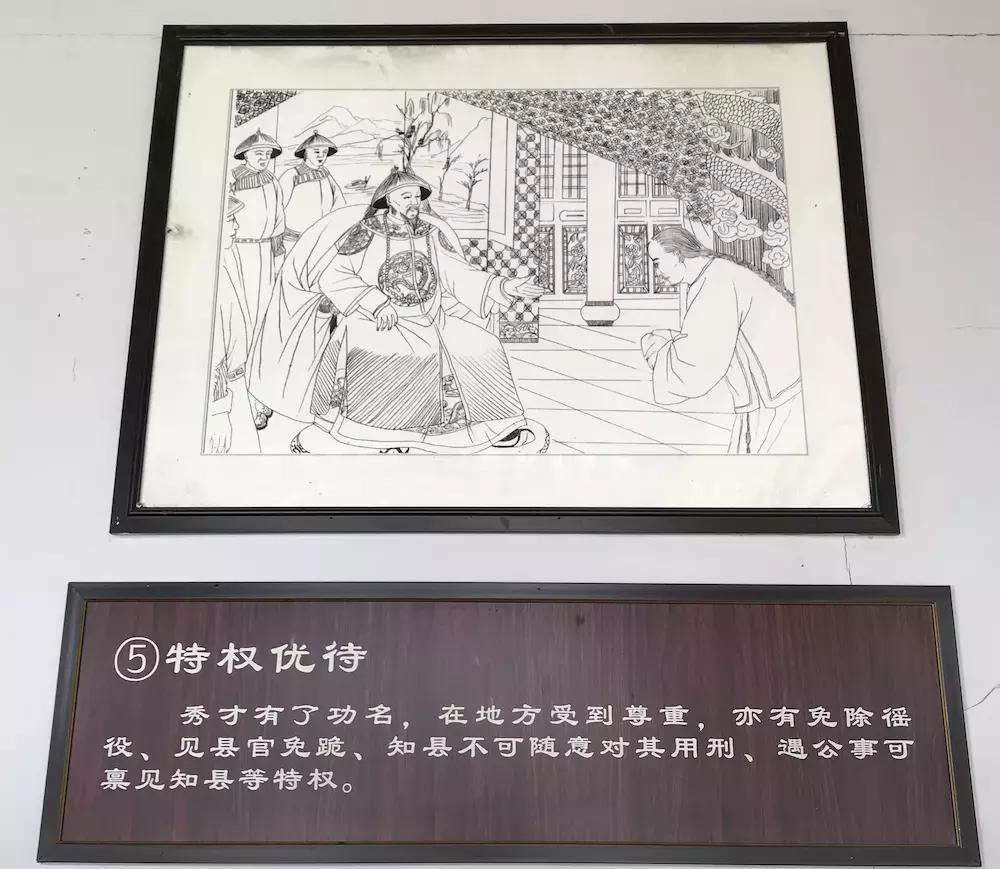 ⑤特权优待
秀才有了功名，在地方受到尊重，亦有免除徭
役、见县官免跪、知县不可随意对其用刑、遇公事可
禀见知县等特权。